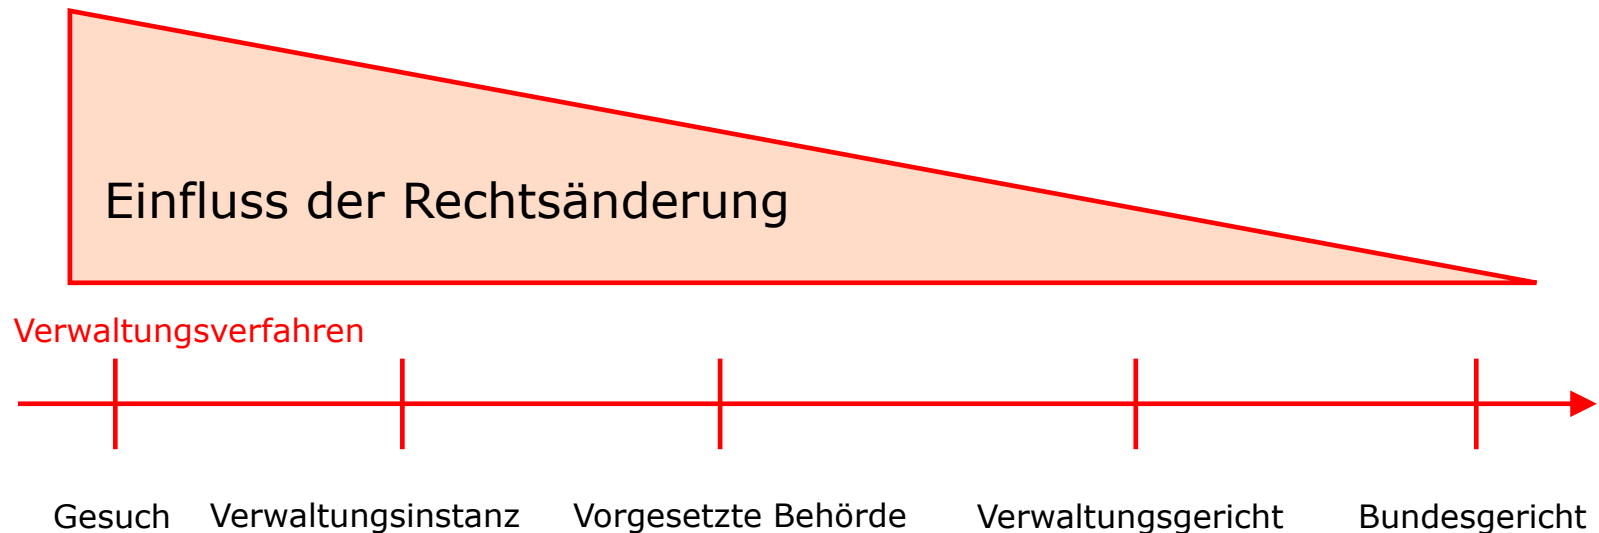 Einfluss der Rechtsänderung
Verwaltungsverfahren
Gesuch Verwaltungsinstanz Vorgesetzte Behörde Verwaltungsgericht Bundesgericht